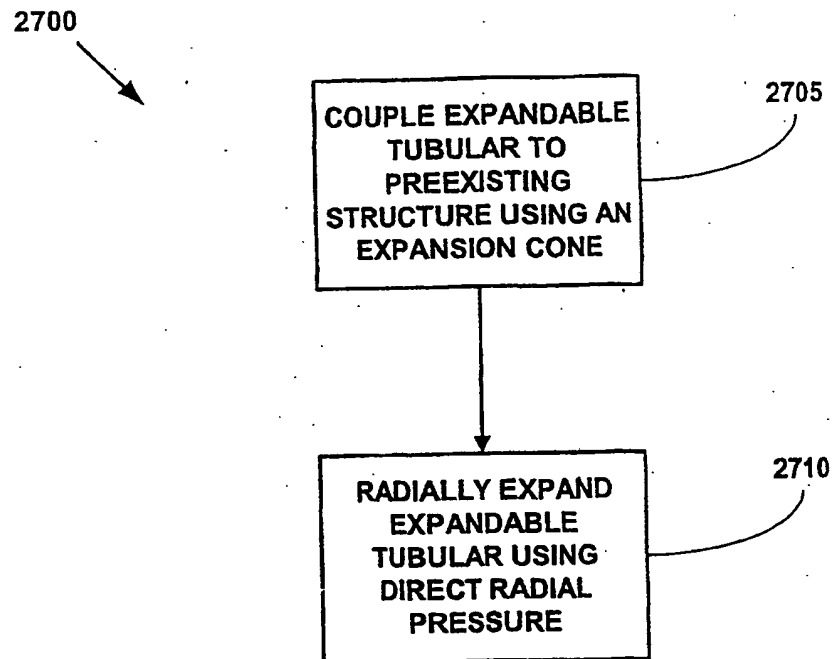 2700
2705
COUPLE EXPANDABLE
TUBULAR TO
PREEXISTING
STRUCTURE USING AN
EXPANSION CONE
2710
RADIALLY EXPAND
EXPANDABLE
TUBULAR USING
DIRECT RADIAL
PRESSURE